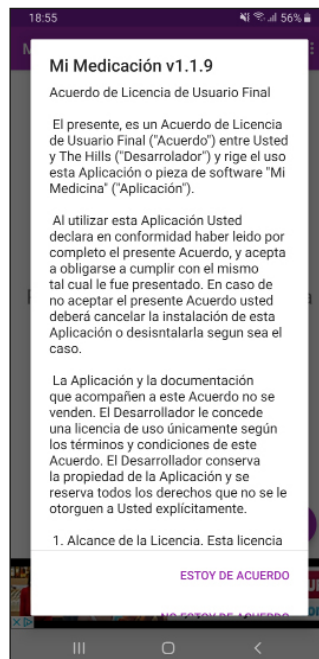 18:55
56%
Mi Medicación v1.1.9
Acuerdo de Licencia de Usuario Final
El presente, es un Acuerdo de Licencia
de Usuario Final ("Acuerdo") entre Usted
y The Hills ("Desarrolador") y rige el uso
esta Aplicación o pieza de software "Mi
Medicina" ("Aplicación").
Al utilizar esta Aplicación Usted
declara en conformidad haber leido por
completo el presente Acuerdo, y acepta
a obligarse a cumplir con el mismo
tal cual le fue presentado. En caso de
no aceptar el presente Acuerdo usted
deberá cancelar la instalación de esta
Aplicación o desisntalarla segun sea el
caso.
La Aplicación y la documentación
que acompañen a este Acuerdo no se
venden. El Desarrollador le concede
una licencia de uso únicamente según
los términos y condiciones de este
Acuerdo. El Desarrollador conserva
la propiedad de la Aplicación y se
reserva todos los derechos que no se le
otorguen a Usted explícitamente.
1. Alcance de la Licencia. Esta licencia
ESTOY DE ACUERDO
NO ESTOY DE ACUERDO